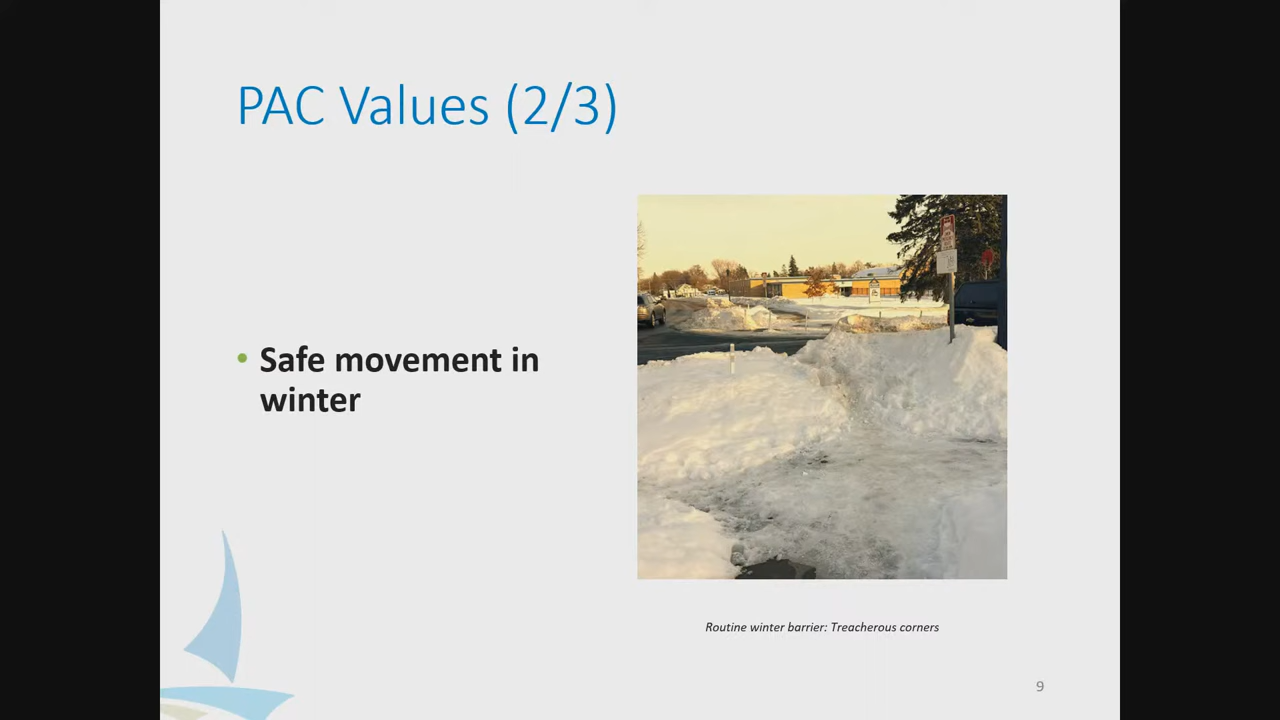 PAC Values (2/3)
• Safe movement in
winter
Routine winter barrier: Treacherous corners
9